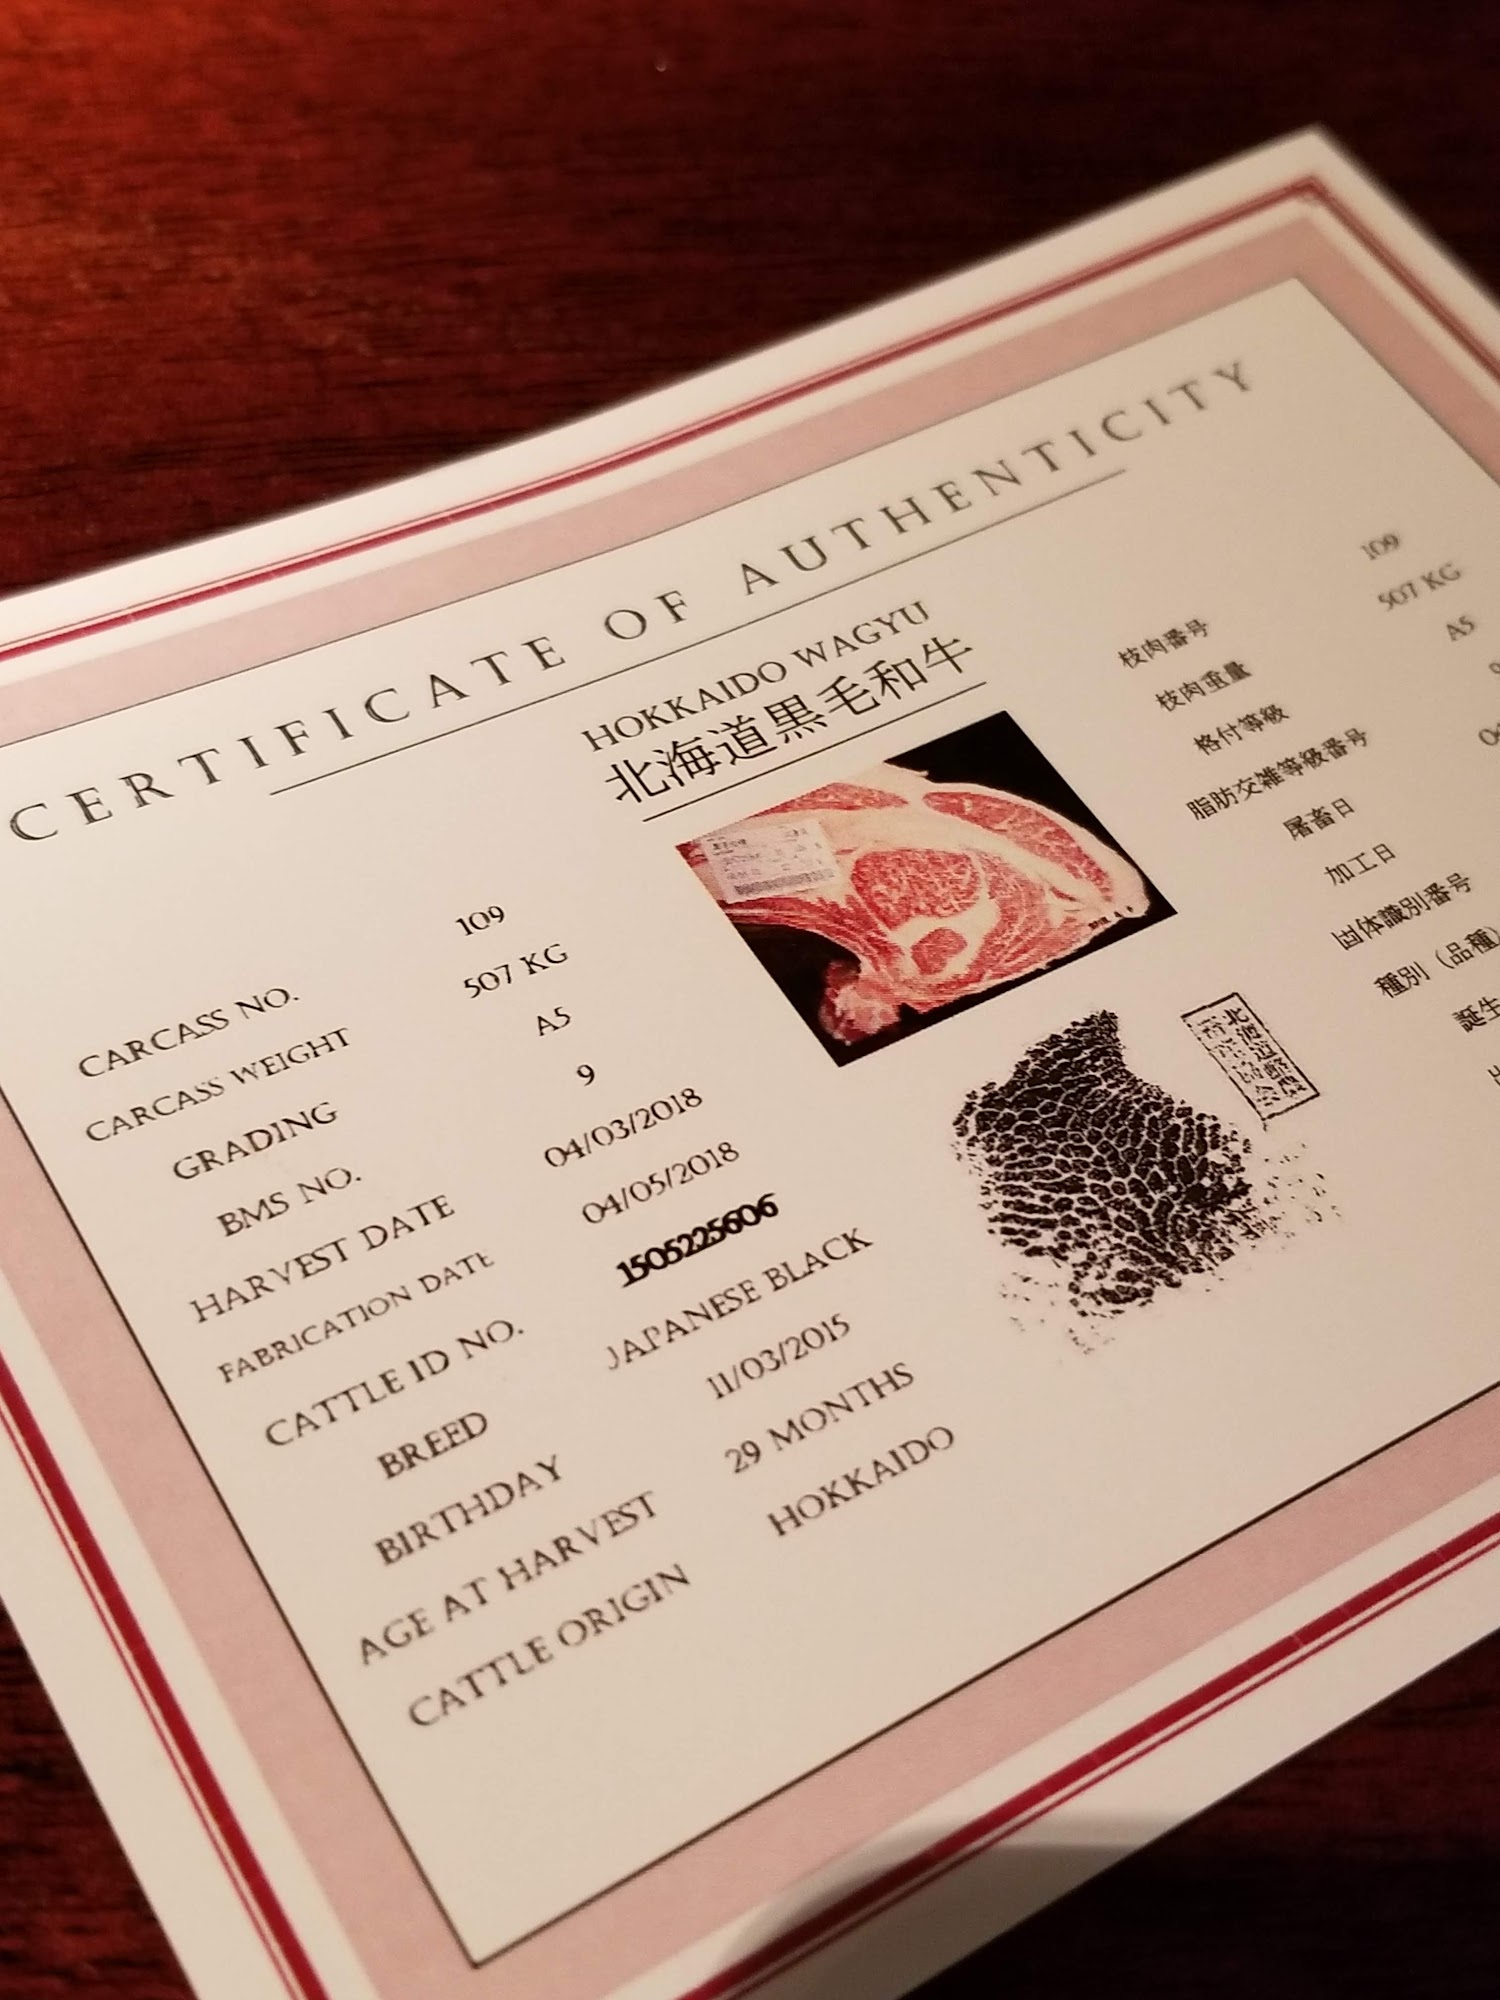 CERTIFICATE OF AUTHENTICITY
HOKKAIDO WAGYU
北海道黒毛和牛
CARCASS NO. 109
CARCASS WEIGHT 507 KG
GRADING A5
BMS NO. 9
HARVEST DATE 04/03/2018
FABRICATION DATE 04/05/2018
CATTLE ID NO. 1505225606
BREED JAPANESE BLACK
BIRTHDAY 11/03/2015
AGE AT HARVEST 29 MONTHS
CATTLE ORIGIN HOKKAIDO
枝肉番号 109
枝肉重量 507 KG
格付等級 A5
脂肪交雑等級番号
屠畜日
加工日
固体識別番号
種別（品種）
誕生